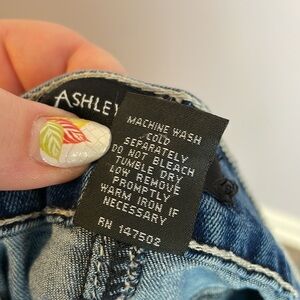 ASHLEY
MACHINE WASH
COLD
SEPARATELY
DO NOT BLEACH
TUMBLE DRY
LOW REMOVE
PROMPTLY
WARM IRON IF
NECESSARY
RN 147502